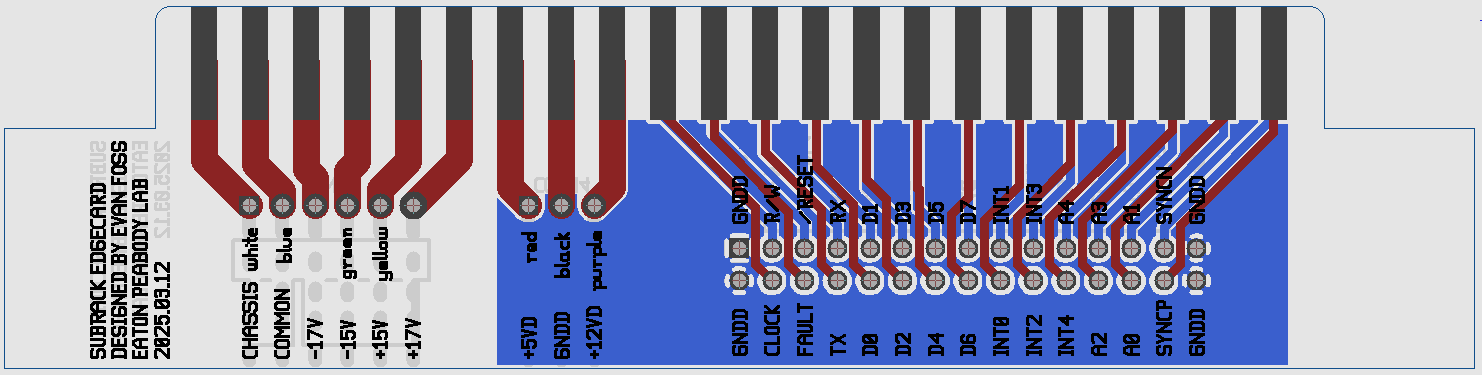 SUBRACK EDGECARD
DESIGNED BY EVAN FOSS
EATON PEABODY LAB
2025.03.12
CHASSIS white
COMMON blue
-17V
-15V green
+15V yellow
+17V
+5VD red
GNDD black
+12VD purple
GNDD
R/W
/RESET
RX
D1
D3
D5
D7
INT1
INT3
A4
A3
A1
SYNCN
GNDD
GNDD
CLOCK
FAULT
TX
D0
D2
D4
D6
INT0
INT2
INT4
A2
A0
SYNCP
GNDD